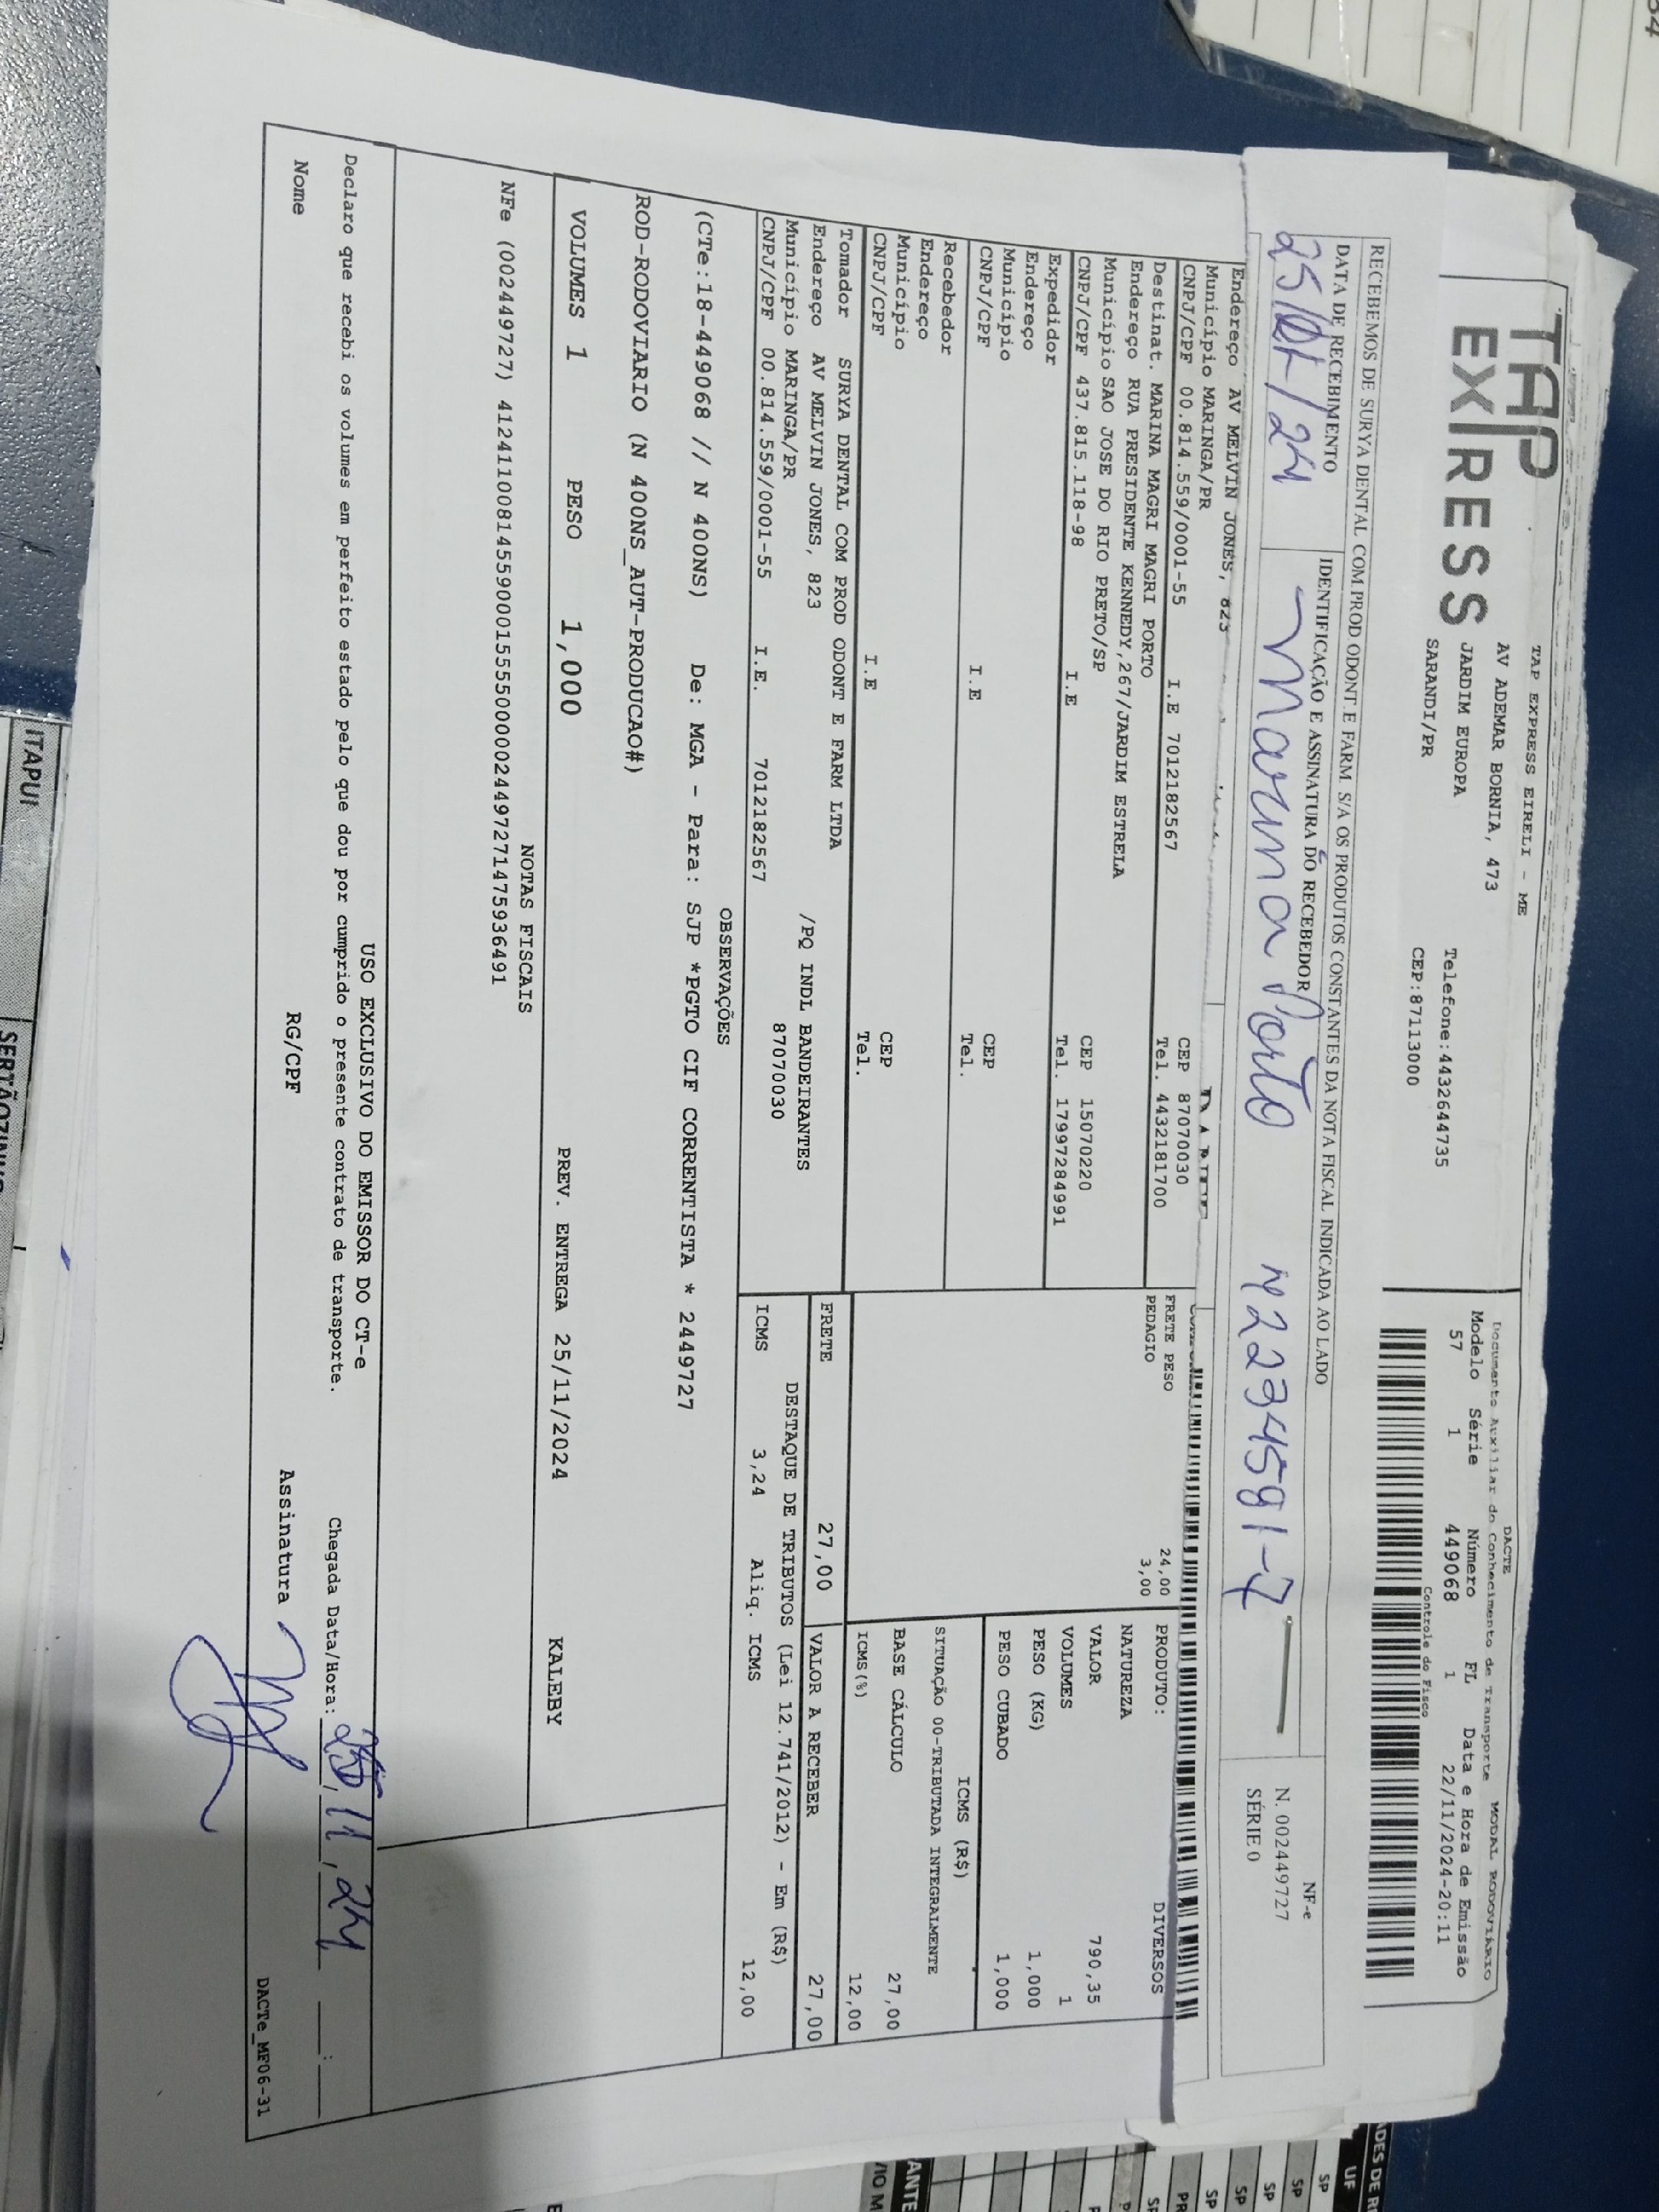 TAP
EXPRESS
TAP EXPRESS EIRELI - ME
AV ADEMAR BORNIA, 473
JARDIM EUROPA
SARANDI/PR
Telefone:4432644735
CEP:87113000
DACTE
Documento Auxiliar do Conhecimento de Transporte
MODAL RODOVIÁRIO
Modelo Série Número FL Data e Hora de Emissão
57 1 449068 1 22/11/2024-20:11
Controle do Fisco
RECEBEMOS DE SURYA DENTAL COM PROD ODONT.E FARM. S/A OS PRODUTOS CONSTANTES DA NOTA FISCAL INDICADA AO LADO
DATA DE RECEBIMENTO
IDENTIFICAÇÃO E ASSINATURA DO RECEBEDOR
Marina Porto
NF-e
N. 002449727
SÉRIE 0
Endereço AV MELVIN JONES, 823
Município MARINGA/PR
CEP 87070030
CNPJ/CPF 00.814.559/0001-55 I.E 7012182567 Tel. 4432181700
Destinat. MARINA MAGRI MAGRI PORTO
Endereço RUA PRESIDENTE KENNEDY,267/JARDIM ESTRELA
Município SAO JOSE DO RIO PRETO/SP CEP 15070220
CNPJ/CPF 437.815.118-98 I.E Tel. 17997284991
Expedidor
Endereço
Município CEP
CNPJ/CPF I.E Tel.
Recebedor
Endereço
Município CEP
CNPJ/CPF I.E Tel.
Tomador SURYA DENTAL COM PROD ODONT E FARM LTDA
Endereço AV MELVIN JONES, 823 /PQ INDL BANDEIRANTES
Município MARINGA/PR 87070030
CNPJ/CPF 00.814.559/0001-55 I.E. 7012182567
FRETE PESO 24,00
PEDAGIO 3,00
PRODUTO: DIVERSOS
NATUREZA
VALOR 790,35
VOLUMES 1
PESO (KG) 1,000
PESO CUBADO 1,000
ICMS (R$)
SITUAÇÃO 00-TRIBUTADA INTEGRALMENTE
BASE CÁLCULO 27,00
ICMS(%) 12,00
FRETE 27,00 VALOR A RECEBER 27,00
DESTAQUE DE TRIBUTOS (Lei 12.741/2012) - Em (R$)
ICMS 3,24 Aliq. ICMS 12,00
OBSERVAÇÕES
(CTe:18-449068 // N 400NS) De: MGA - Para: SJP *PGTO CIF CORRENTISTA * 2449727
ROD-RODOVIARIO (N 400NS_AUT-PRODUCAO#)
VOLUMES 1 PESO 1,000 PREV. ENTREGA 25/11/2024 KALEBY
NOTAS FISCAIS
NFe (002449727) 41241100814559000155550000024497271475936491
USO EXCLUSIVO DO EMISSOR DO CT-e
Declaro que recebi os volumes em perfeito estado pelo que dou por cumprido o presente contrato de transporte.
Chegada Data/Hora: 25/11/24
Nome RG/CPF Assinatura
DACTe_MF06-31
ITAPUI
SP
SP
SP
SP
UF